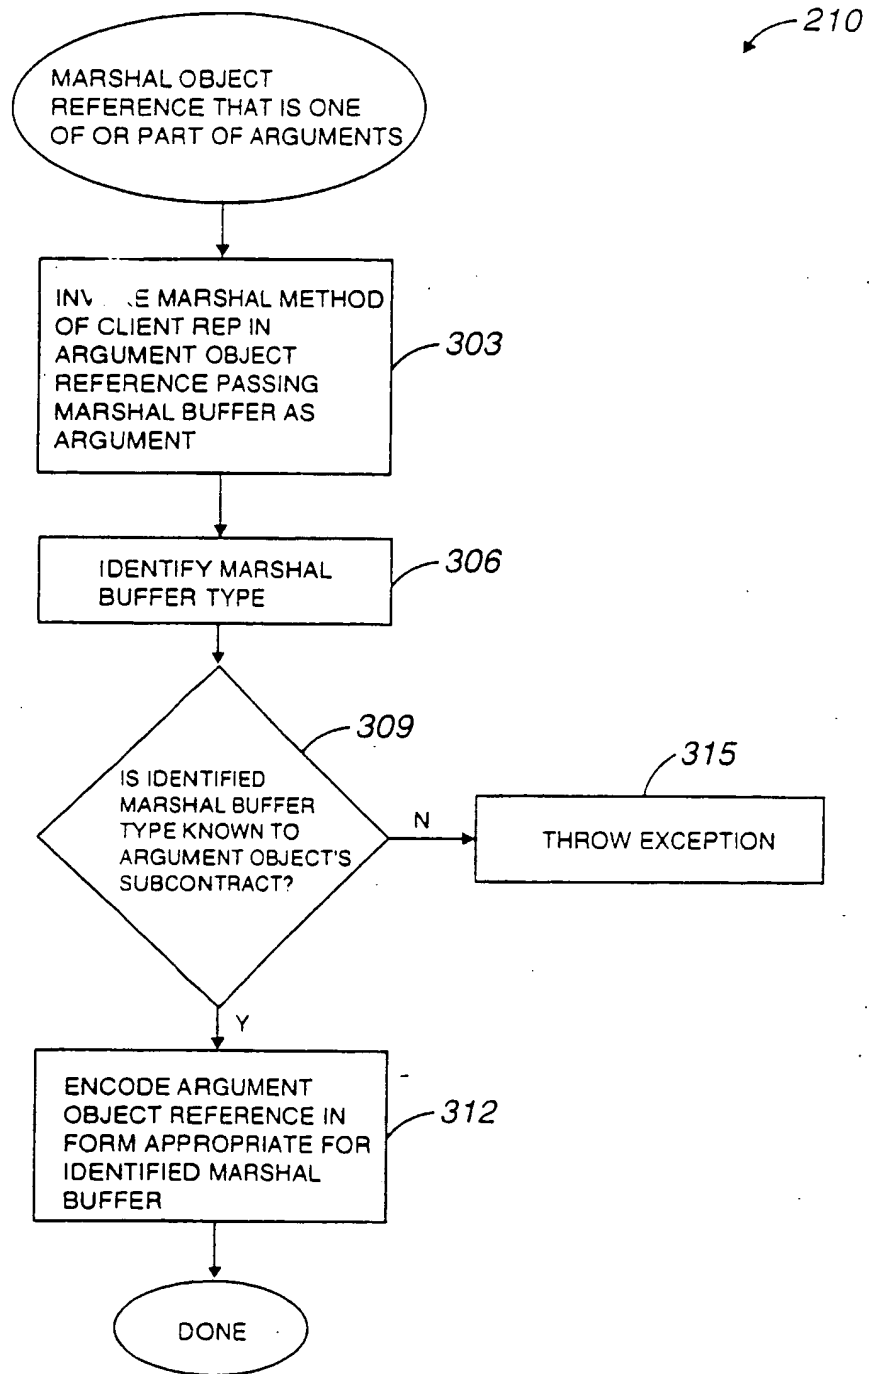 210
MARSHAL OBJECT
REFERENCE THAT IS ONE
OF OR PART OF ARGUMENTS
MARSHAL METHOD
OF CLIENT REP IN
ARGUMENT OBJECT
REFERENCE PASSING
MARSHAL BUFFER AS
ARGUMENT
303
IDENTIFY MARSHAL
BUFFER TYPE
306
309
IS IDENTIFIED
MARSHAL BUFFER
TYPE KNOWN TO
ARGUMENT OBJECT'S
SUBCONTRACT?
N
315
THROW EXCEPTION
Y
ENCODE ARGUMENT
OBJECT REFERENCE IN
FORM APPROPRIATE FOR
IDENTIFIED MARSHAL
BUFFER
312
DONE